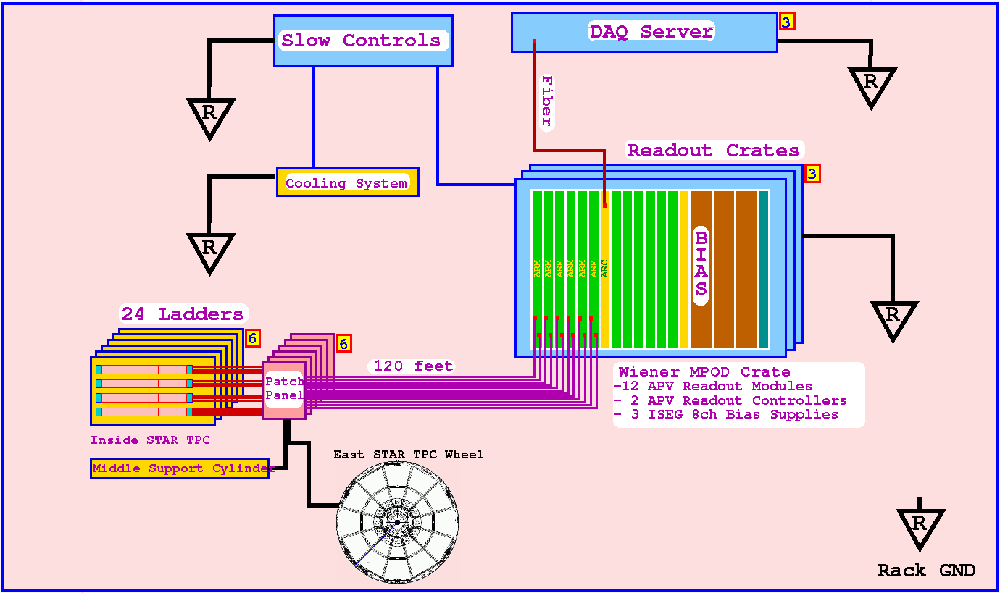 Slow Controls
DAQ Server
3
R
R
Fiber
Readout Crates
3
Cooling System
R
ARM ARM ARM ARM ARM ARM ARC
BIAS
R
24 Ladders
6
6
120 feet
Patch
Panel
Wiener MPOD Crate
-12 APV Readout Modules
- 2 APV Readout Controllers
- 3 ISEG 8ch Bias Supplies
Inside STAR TPC
Middle Support Cylinder
East STAR TPC Wheel
R
Rack GND